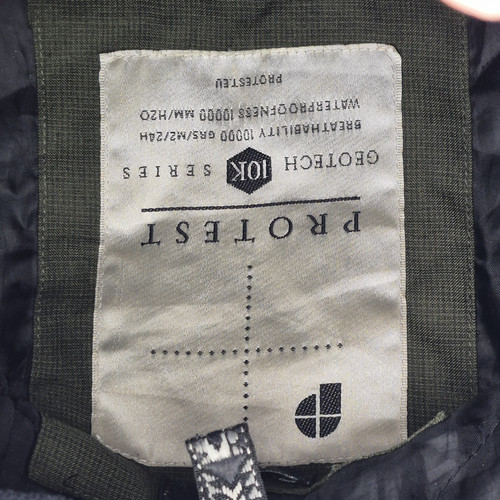 PROTEST
GEOTECH 10K SERIES
BREATHABILITY 10000 GRS/M2/24H
WATERPROOFNESS 10000 MM/H2O
PROTEST.EU